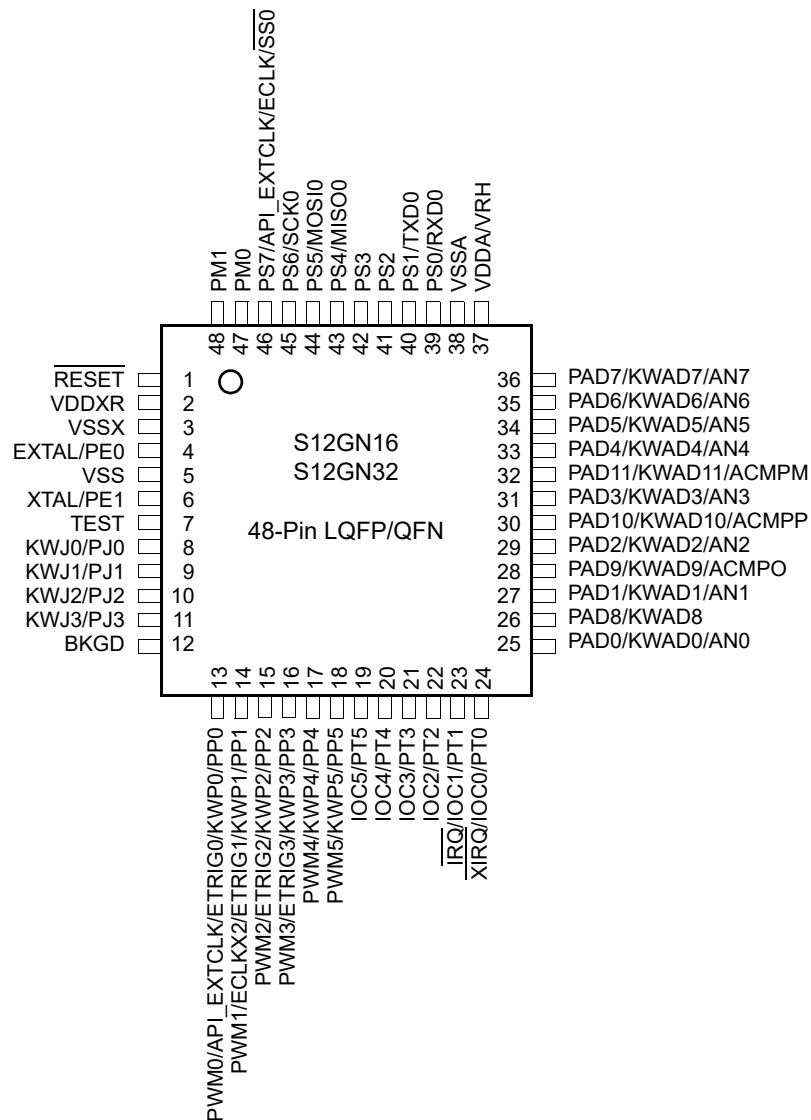 PM1
PM0
PS7/API_EXTCLK/ECLK/SS0
PS6/SCK0
PS5/MOSI0
PS4/MISO0
PS3
PS2
PS1/TXD0
PS0/RXD0
VSSA
VDDA/VRH
48
47
46
45
44
43
42
41
40
39
38
37
RESET 1
VDDXR 2
VSSX 3
EXTAL/PE0 4
VSS 5
XTAL/PE1 6
TEST 7
KWJ0/PJ0 8
KWJ1/PJ1 9
KWJ2/PJ2 10
KWJ3/PJ3 11
BKGD 12
S12GN16
S12GN32
48-Pin LQFP/QFN
36 PAD7/KWAD7/AN7
35 PAD6/KWAD6/AN6
34 PAD5/KWAD5/AN5
33 PAD4/KWAD4/AN4
32 PAD11/KWAD11/ACMPM
31 PAD3/KWAD3/AN3
30 PAD10/KWAD10/ACMPP
29 PAD2/KWAD2/AN2
28 PAD9/KWAD9/ACMPO
27 PAD1/KWAD1/AN1
26 PAD8/KWAD8
25 PAD0/KWAD0/AN0
13
14
15
16
17
18
19
20
21
22
23
24
PWM0/API_EXTCLK/ETRIG0/KWP0/PP0
PWM1/ECLKX2/ETRIG1/KWP1/PP1
PWM2/ETRIG2/KWP2/PP2
PWM3/ETRIG3/KWP3/PP3
PWM4/KWP4/PP4
PWM5/KWP5/PP5
IOC5/PT5
IOC4/PT4
IOC3/PT3
IOC2/PT2
IRQ/IOC1/PT1
XIRQ/IOC0/PT0